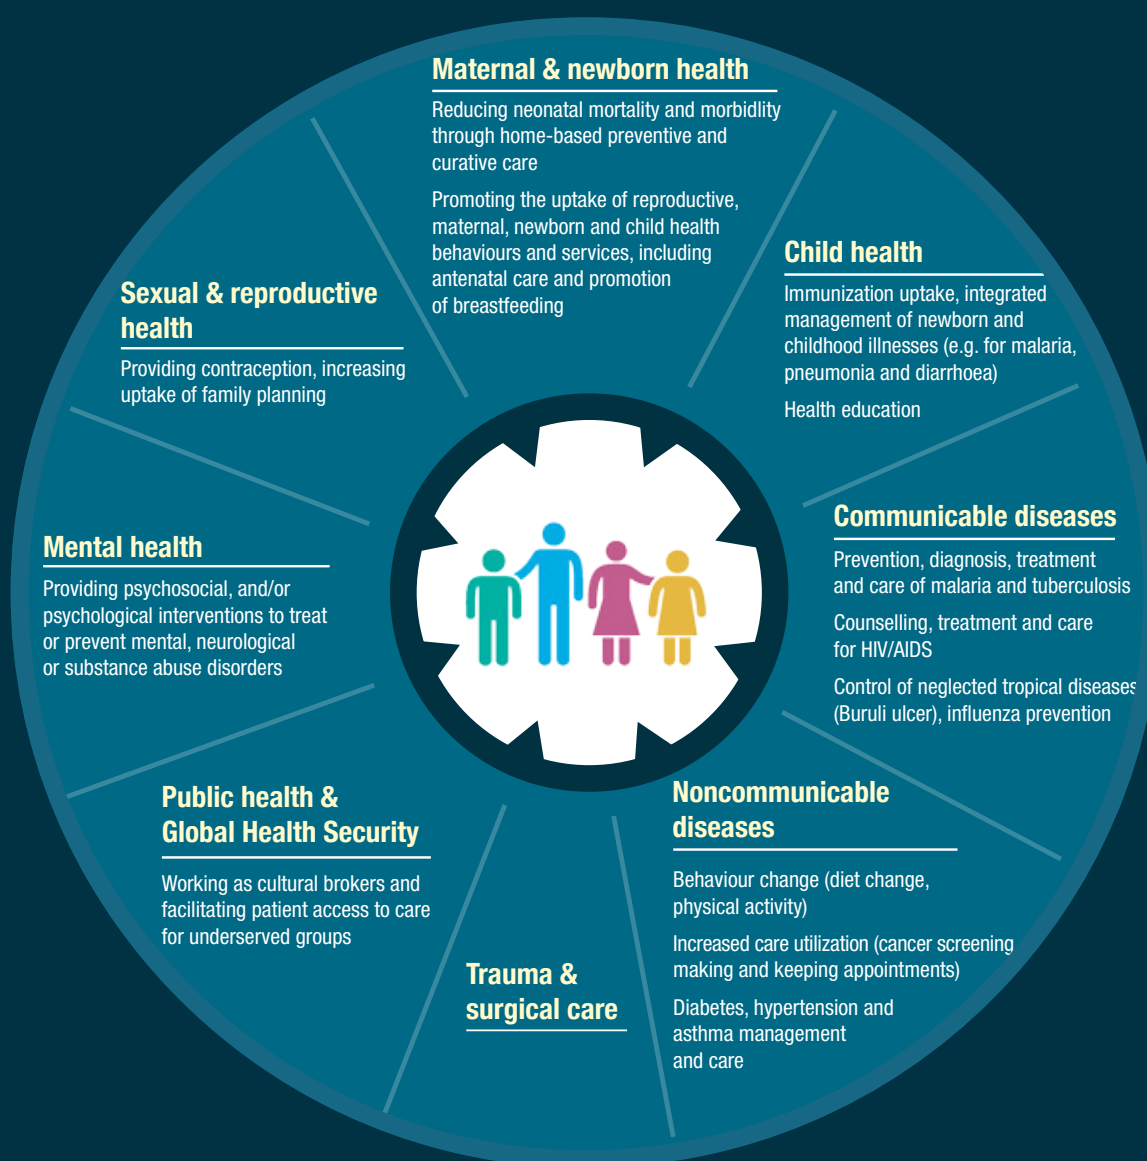 Maternal & newborn health
Reducing neonatal mortality and morbidlity
through home-based preventive and
curative care
Promoting the uptake of reproductive,
maternal, newborn and child health
behaviours and services, including
antenatal care and promotion
of breastfeeding
Child health
Immunization uptake, integrated
management of newborn and
childhood illnesses (e.g. for malaria,
pneumonia and diarrhoea)
Health education
Communicable diseases
Prevention, diagnosis, treatment
and care of malaria and tuberculosis
Counselling, treatment and care
for HIV/AIDS
Control of neglected tropical diseases
(Buruli ulcer), influenza prevention
Noncommunicable
diseases
Behaviour change (diet change,
physical activity)
Increased care utilization (cancer screening
making and keeping appointments)
Diabetes, hypertension and
asthma management
and care
Trauma &
surgical care
Public health &
Global Health Security
Working as cultural brokers and
facilitating patient access to care
for underserved groups
Mental health
Providing psychosocial, and/or
psychological interventions to treat
or prevent mental, neurological
or substance abuse disorders
Sexual & reproductive
health
Providing contraception, increasing
uptake of family planning